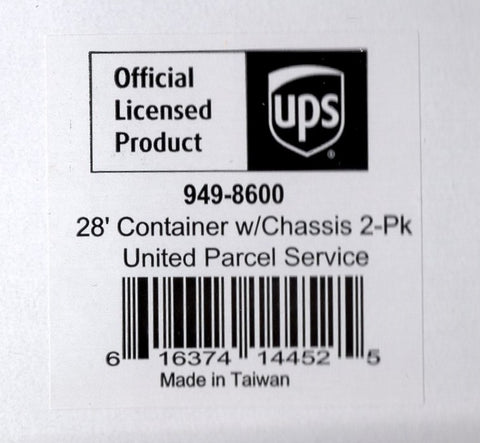 Official
Licensed
Product
ups
®
949-8600
28' Container w/Chassis 2-Pk
United Parcel Service
6 16374 14452 5
Made in Taiwan